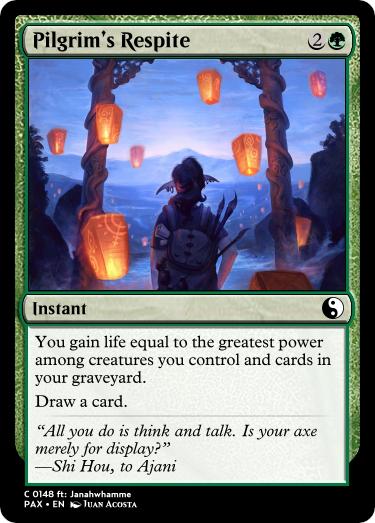 Pilgrim's Respite 2
Instant
You gain life equal to the greatest power
among creatures you control and cards in
your graveyard.
Draw a card.
“All you do is think and talk. Is your axe
merely for display?”
—Shi Hou, to Ajani
C 0148 ft: Janahwhamme
PAX • EN Juan Acosta